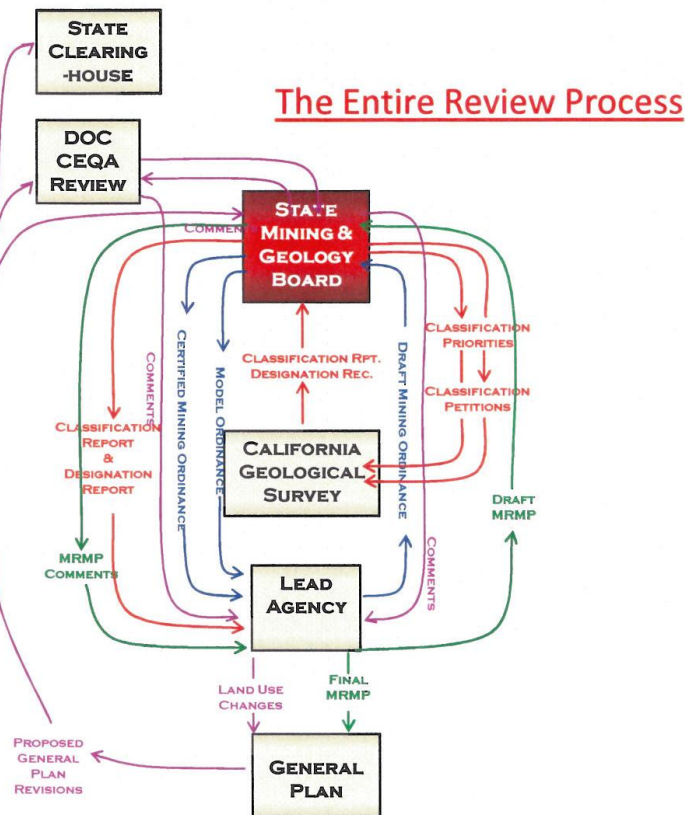 STATE
CLEARING
-HOUSE
The Entire Review Process
DOC
CEQA
REVIEW
STATE
MINING &
GEOLOGY
BOARD
COMMEN
CLASSIFICATION
PRIORITIES
CLASSIFICATION RPT.
DESIGNATION REC.
CLASSIFICATION
PETITIONS
CERTIFIED MINING ORDINANCE
MODEL ORDINANCE
DRAFT MINING ORDINANCE
COMMENTS
CLASSIFICATION
REPORT
&
DESIGNATION
REPORT
CALIFORNIA
GEOLOGICAL
SURVEY
DRAFT
MRMP
MRMP
COMMENTS
COMMENTS
LEAD
AGENCY
LAND USE
CHANGES
FINAL
MRMP
PROPOSED
GENERAL
PLAN
REVISIONS
GENERAL
PLAN